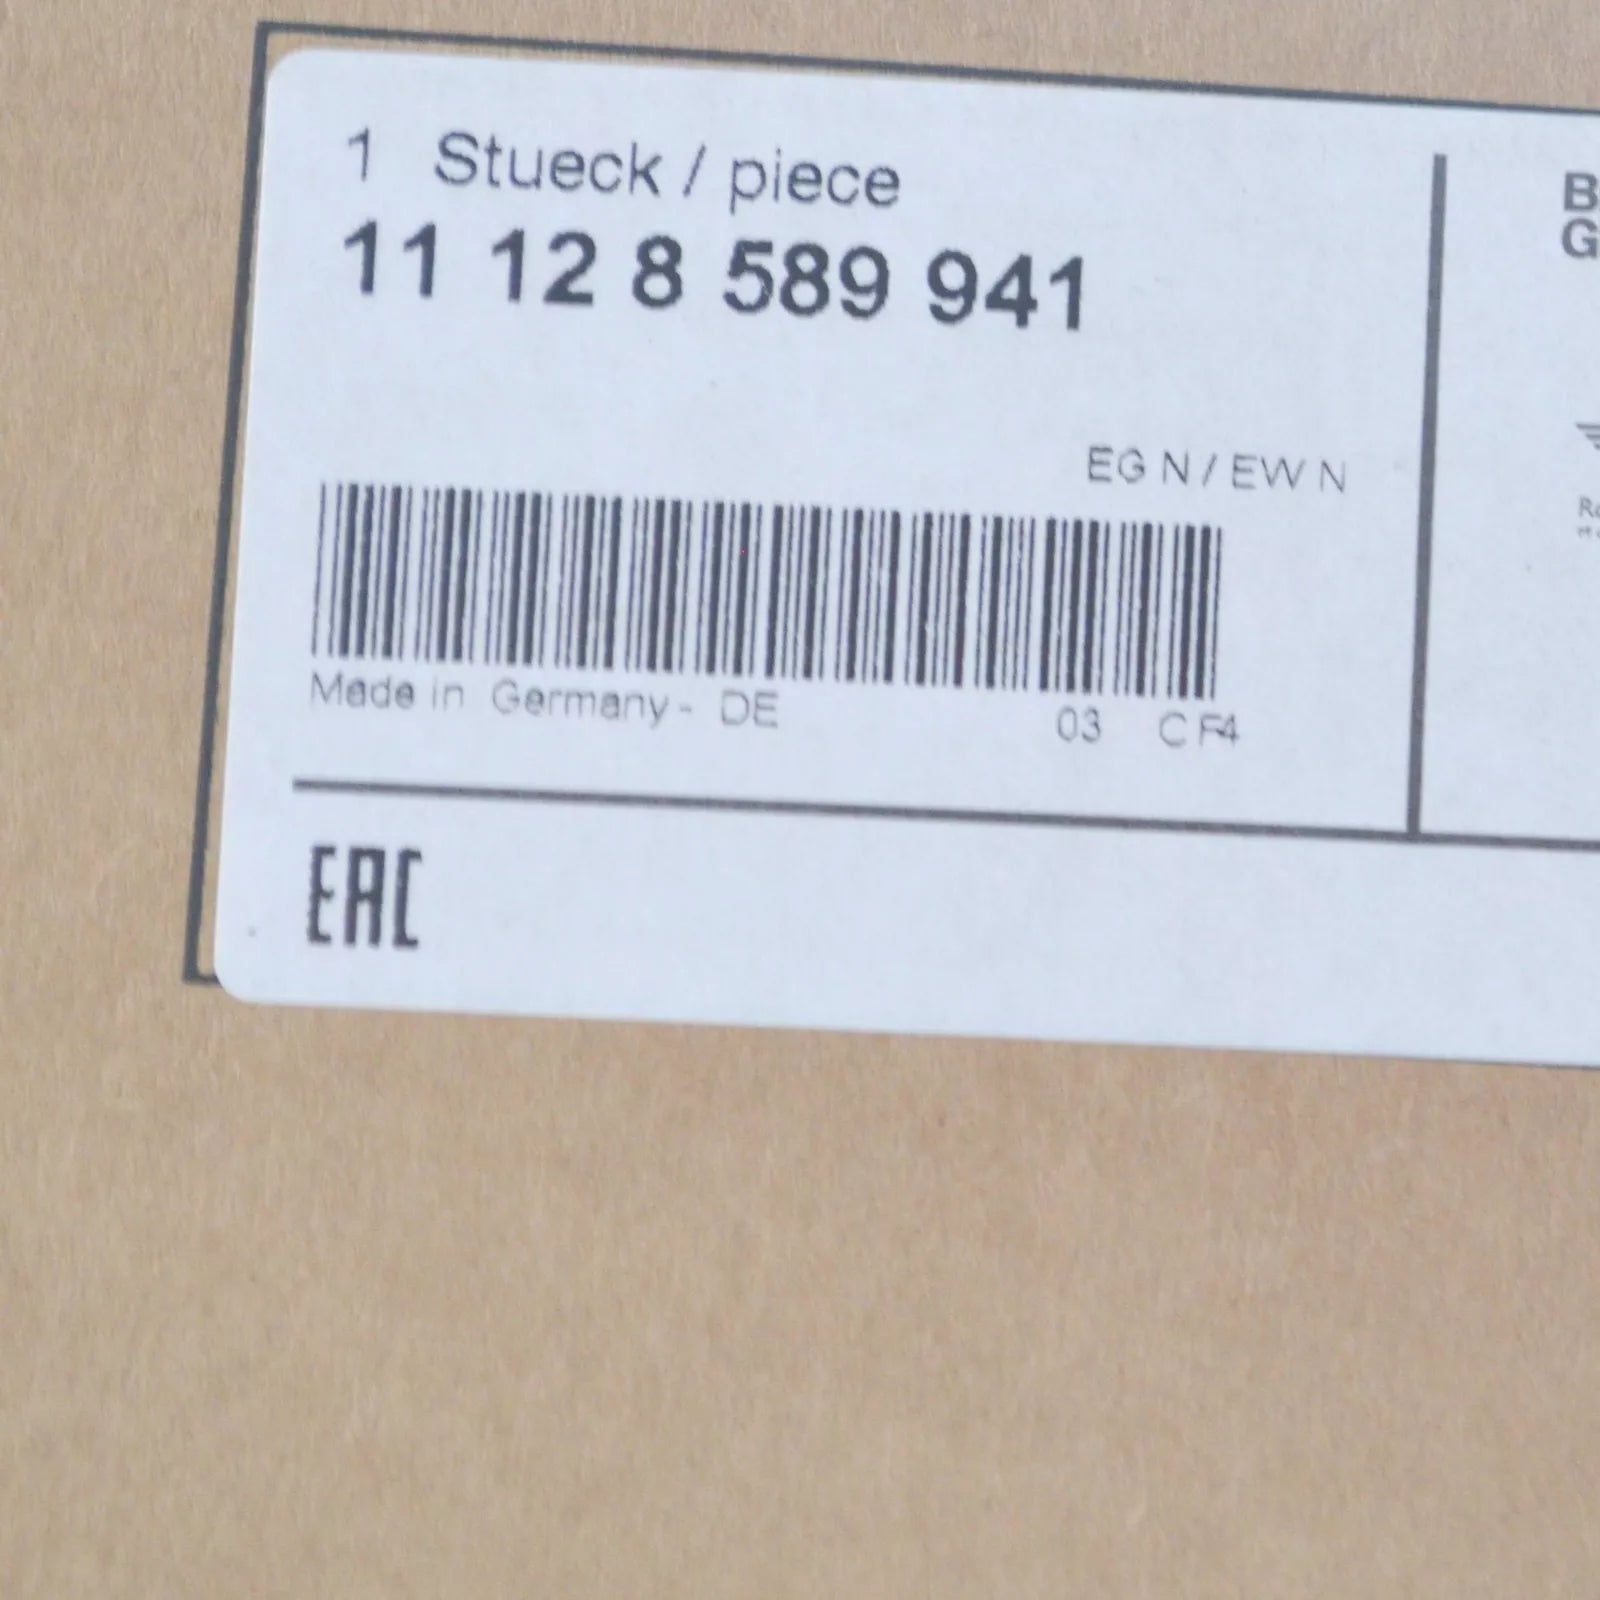 1 Stueck / piece
11 12 8 589 941
EG N / EW N
Made in Germany - DE 03 C F4
EAC
B
G